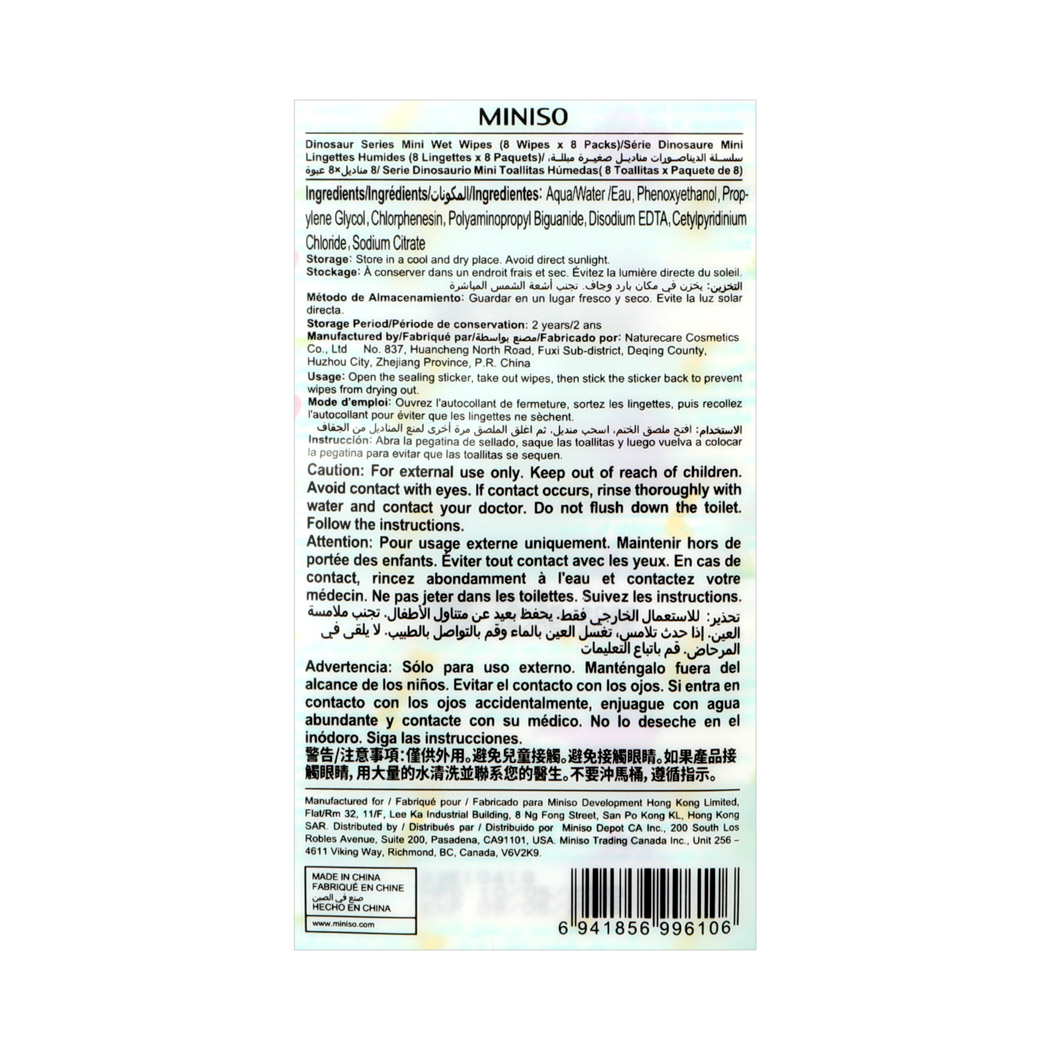 MINISO
Dinosaur Series Mini Wet Wipes (8 Wipes x 8 Packs)/Série Dinosaure Mini
Lingettes Humides (8 Lingettes x 8 Paquets)/ سلسلة الديناصورات مناديل صغيرة مبللة،
8 مناديل×8 عبوة/ Serie Dinosaurio Mini Toallitas Húmedas( 8 Toallitas x Paquete de 8)
Ingredients/Ingrédients/المكونات/Ingredientes: Aqua/Water /Eau, Phenoxyethanol, Prop-
ylene Glycol, Chlorphenesin, Polyaminopropyl Biguanide, Disodium EDTA, Cetylpyridinium
Chloride, Sodium Citrate
Storage: Store in a cool and dry place. Avoid direct sunlight.
Stockage: À conserver dans un endroit frais et sec. Évitez la lumière directe du soleil.
التخزين: يخزن في مكان بارد وجاف. تجنب أشعة الشمس المباشرة
Método de Almacenamiento: Guardar en un lugar fresco y seco. Evite la luz solar
directa.
Storage Period/Période de conservation: 2 years/2 ans
Manufactured by/Fabriqué par/مصنع بواسطة/Fabricado por: Naturecare Cosmetics
Co., Ltd No. 837, Huancheng North Road, Fuxi Sub-district, Deqing County,
Huzhou City, Zhejiang Province, P.R. China
Usage: Open the sealing sticker, take out wipes, then stick the sticker back to prevent
wipes from drying out.
Mode d'emploi: Ouvrez l'autocollant de fermeture, sortez les lingettes, puis recollez
l'autocollant pour éviter que les lingettes ne sèchent.
الاستخدام: افتح ملصق الختم، اسحب منديل، ثم اغلق الملصق مرة أخرى لمنع المناديل من الجفاف
Instrucción: Abra la pegatina de sellado, saque las toallitas y luego vuelva a colocar
la pegatina para evitar que las toallitas se sequen.
Caution: For external use only. Keep out of reach of children.
Avoid contact with eyes. If contact occurs, rinse thoroughly with
water and contact your doctor. Do not flush down the toilet.
Follow the instructions.
Attention: Pour usage externe uniquement. Maintenir hors de
portée des enfants. Éviter tout contact avec les yeux. En cas de
contact, rincez abondamment à l'eau et contactez votre
médecin. Ne pas jeter dans les toilettes. Suivez les instructions.
تحذير: للاستعمال الخارجي فقط. يحفظ بعيد عن متناول الأطفال. تجنب ملامسة
العين. إذا حدث تلامس، تغسل العين بالماء وقم بالتواصل بالطبيب. لا يلقى في
المرحاض. قم باتباع التعليمات
Advertencia: Sólo para uso externo. Manténgalo fuera del
alcance de los niños. Evitar el contacto con los ojos. Si entra en
contacto con los ojos accidentalmente, enjuague con agua
abundante y contacte con su médico. No lo deseche en el
inódoro. Siga las instrucciones.
警告/注意事項：僅供外用。避免兒童接觸。避免接觸眼睛。如果產品接
觸眼睛，用大量的水清洗並聯系您的醫生。不要沖馬桶，遵循指示。
Manufactured for / Fabriqué pour / Fabricado para Miniso Development Hong Kong Limited,
Flat/Rm 32, 11/F, Lee Ka Industrial Building, 8 Ng Fong Street, San Po Kong KL, Hong Kong
SAR. Distributed by / Distribués par / Distribuido por Miniso Depot CA Inc., 200 South Los
Robles Avenue, Suite 200, Pasadena, CA91101, USA. Miniso Trading Canada Inc., Unit 256 –
4611 Viking Way, Richmond, BC, Canada, V6V2K9.
MADE IN CHINA
FABRIQUÉ EN CHINE
صنع في الصين
HECHO EN CHINA
www.miniso.com
6 941856 996106